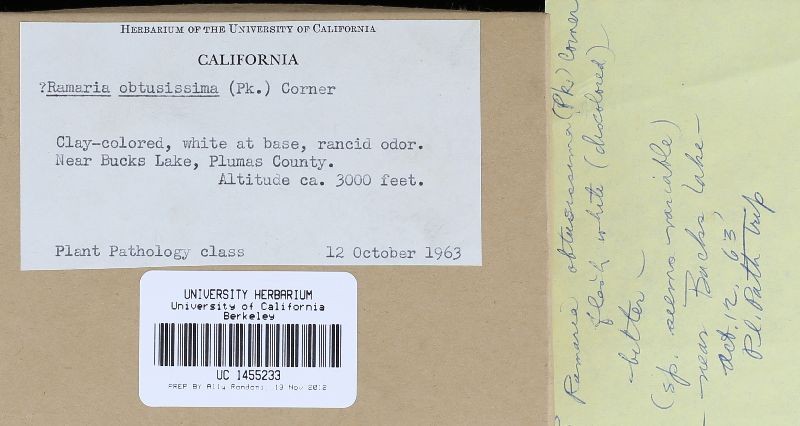 HERBARIUM OF THE UNIVERSITY OF CALIFORNIA
CALIFORNIA
?Ramaria obtusissima (Pk.) Corner
Clay-colored, white at base, rancid odor.
Near Bucks Lake, Plumas County.
Altitude ca. 3000 feet.
Plant Pathology class 12 October 1963
UNIVERSITY HERBARIUM
University of California
Berkeley
UC 1455233
PREP BY Ally Randoni, 19 Nov 2012
Ramaria obtusissima (Pk.) Corner
flesh white (discolored)
bitter -
(sp. seems variable)
- near Bucks Lake -
Oct. 12, 63,
Pl. Path Trip